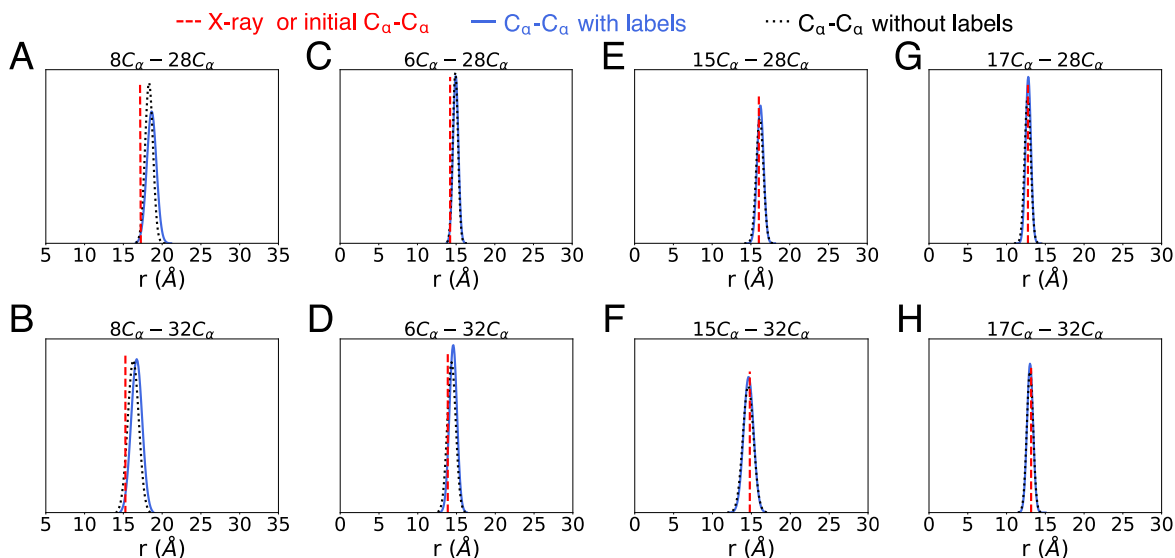 X-ray or initial Cα-Cα
Cα-Cα with labels
Cα-Cα without labels
A
8Cα − 28Cα
5 10 15 20 25 30 35
r (Å)
C
6Cα − 28Cα
0 5 10 15 20 25 30
r (Å)
E
15Cα − 28Cα
0 5 10 15 20 25 30
r (Å)
G
17Cα − 28Cα
0 5 10 15 20 25 30
r (Å)
B
8Cα − 32Cα
5 10 15 20 25 30 35
r (Å)
D
6Cα − 32Cα
0 5 10 15 20 25 30
r (Å)
F
15Cα − 32Cα
0 5 10 15 20 25 30
r (Å)
H
17Cα − 32Cα
0 5 10 15 20 25 30
r (Å)